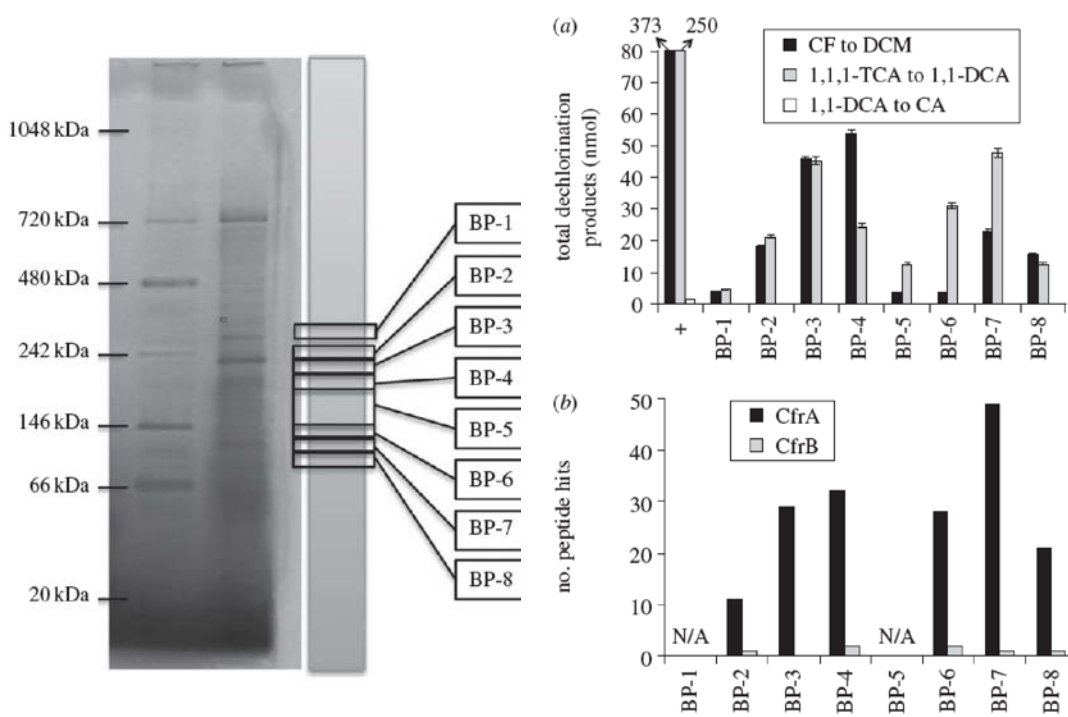 1048 kDa
720 kDa
480 kDa
242 kDa
146 kDa
66 kDa
20 kDa
BP-1
BP-2
BP-3
BP-4
BP-5
BP-6
BP-7
BP-8
(a)
373 250
CF to DCM
1,1,1-TCA to 1,1-DCA
1,1-DCA to CA
total dechlorination
products (nmol)
80
70
60
50
40
30
20
10
0
+ BP-1 BP-2 BP-3 BP-4 BP-5 BP-6 BP-7 BP-8
(b)
CfrA
CfrB
no. peptide hits
50
40
30
20
10
0
N/A N/A
BP-1 BP-2 BP-3 BP-4 BP-5 BP-6 BP-7 BP-8